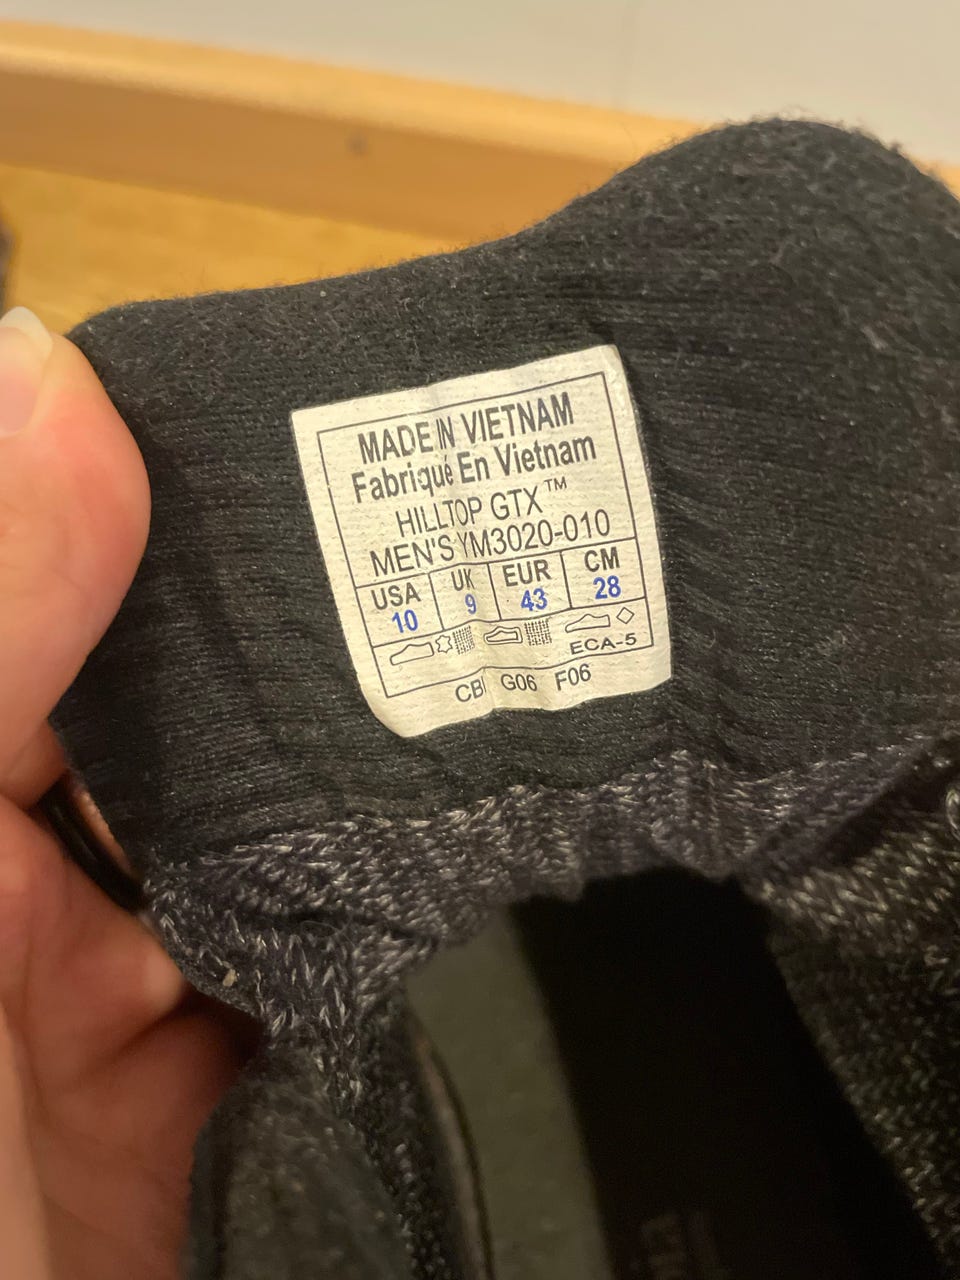 MADE IN VIETNAM
Fabriqué En Vietnam
HILLTOP GTX™
MEN'S YM3020-010
USA UK EUR CM
10 9 43 28
ECA-5
CB G06 F06